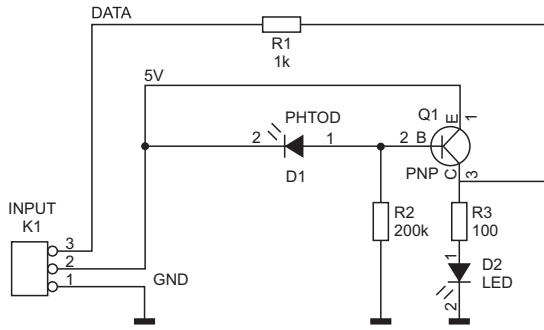 DATA
R1
1k
5V
PHTOD
Q1
E
1
2
1
2
B
D1
PNP
C
3
INPUT
K1
R2
200k
R3
100
3
2
1
GND
1
D2
LED
2